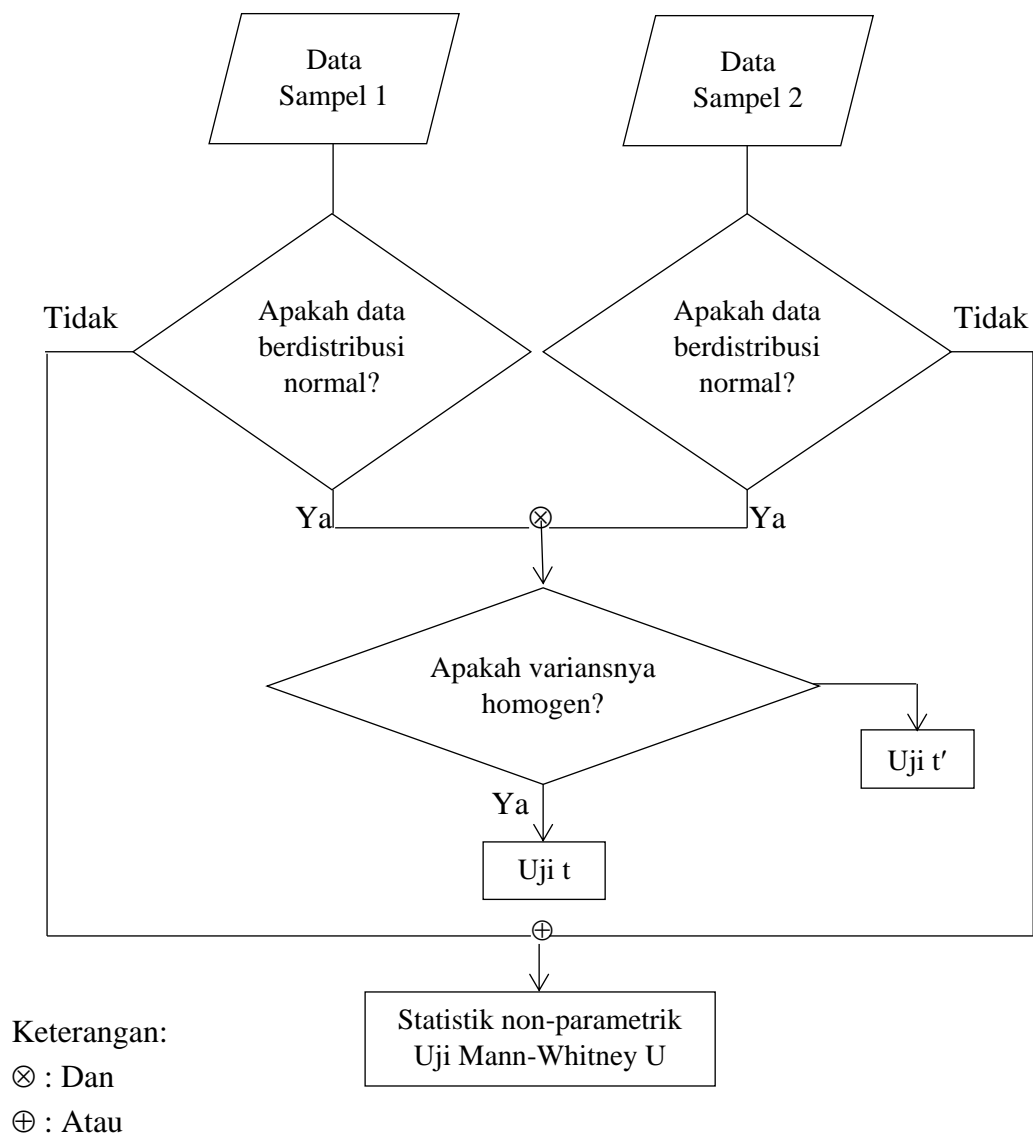 Data
Sampel 1
Data
Sampel 2
Tidak
Apakah data
berdistribusi
normal?
Apakah data
berdistribusi
normal?
Tidak
Ya
⊗
Ya
Apakah variansnya
homogen?
Uji t′
Ya
Uji t
⊕
Statistik non-parametrik
Uji Mann-Whitney U
Keterangan:
⊗ : Dan
⊕ : Atau